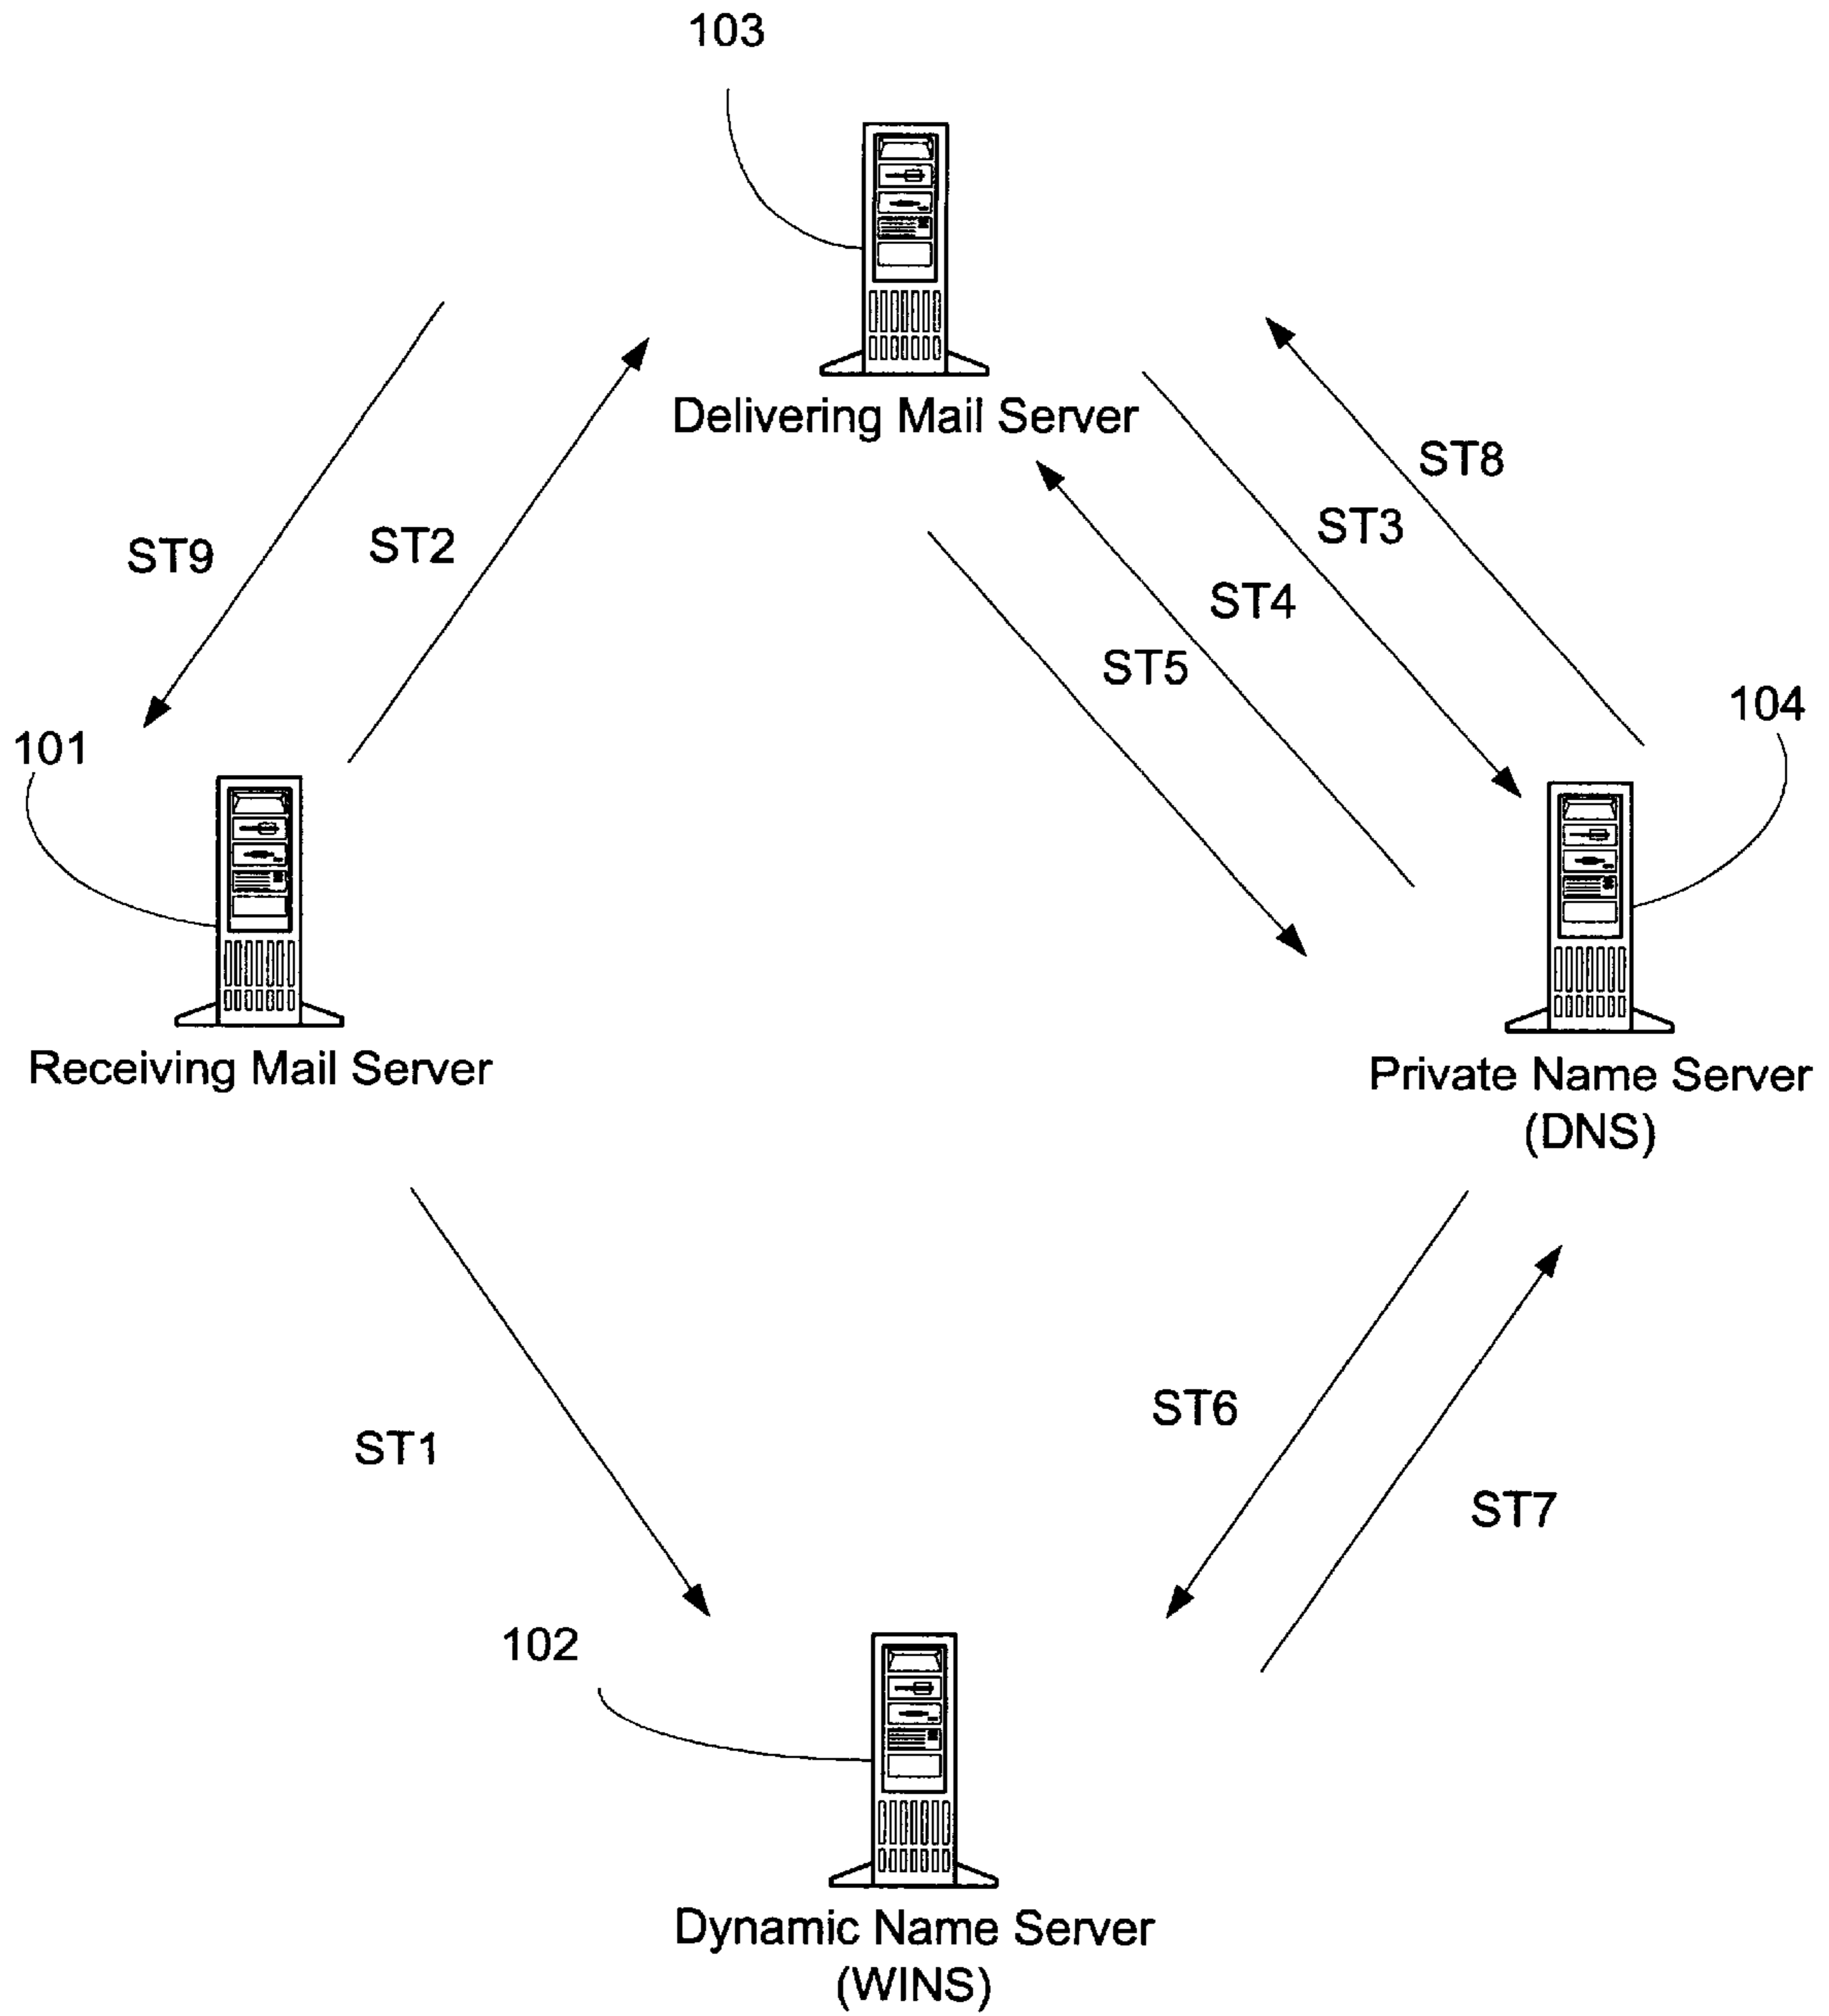 103
Delivering Mail Server
ST8
ST3
ST9
ST2
ST4
ST5
104
101
Receiving Mail Server
Private Name Server
(DNS)
ST6
ST1
ST7
102
Dynamic Name Server
(WINS)